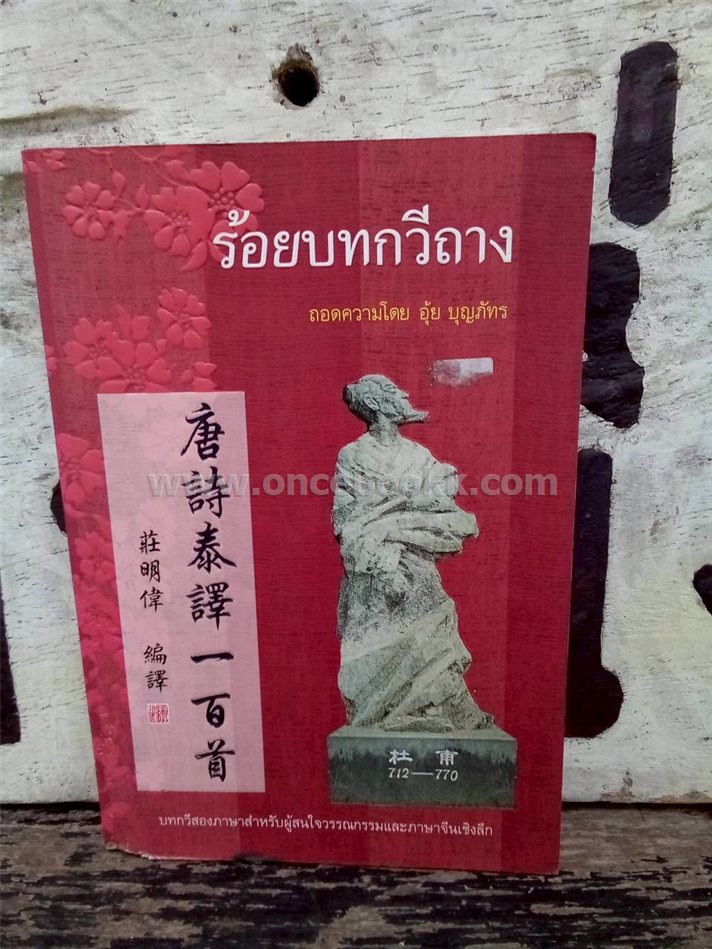 ร้อยบทกวีถาง
ถอดความโดย อุ้ย บุญภัทร
唐詩泰譯一百首
莊明偉 編譯
www.oncebookk.com
杜甫
712—770
บทกวีสองภาษาสำหรับผู้สนใจวรรณกรรมและภาษาจีนเชิงลึก